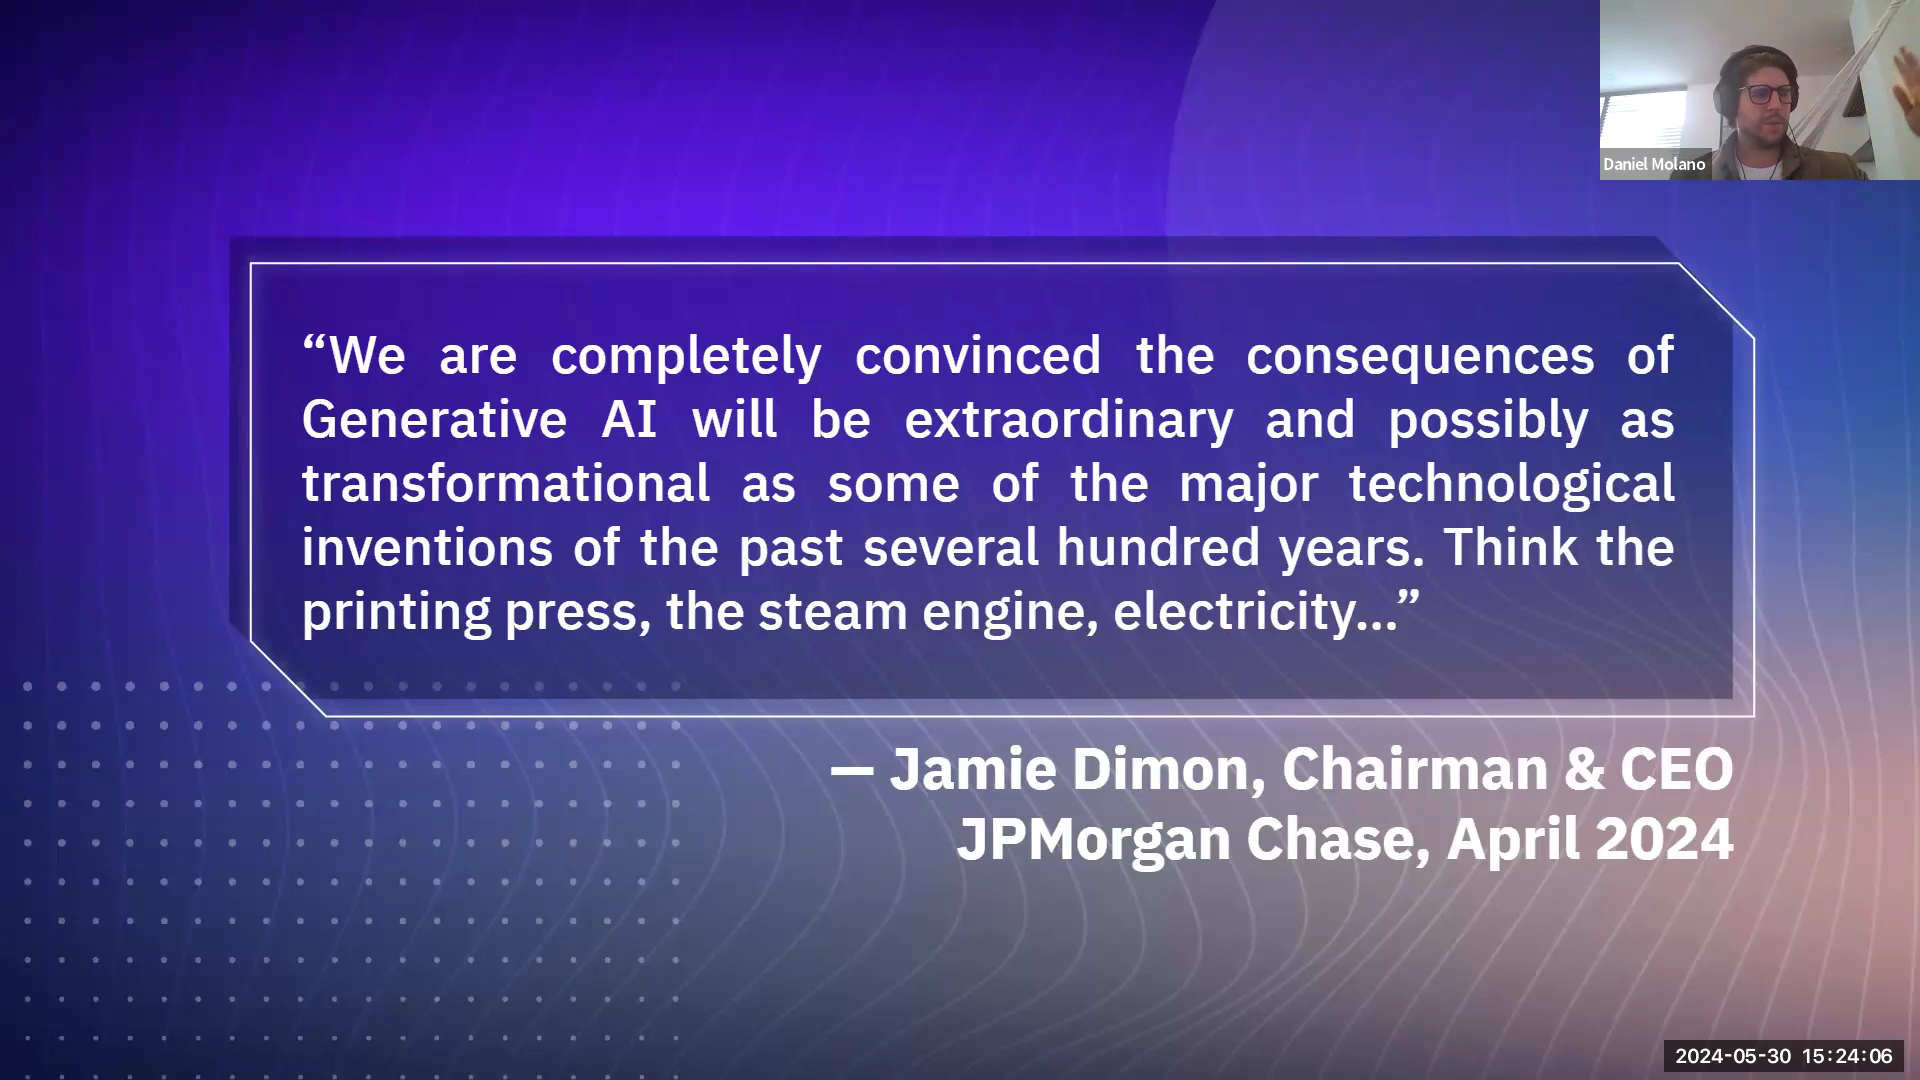 Daniel Molano
“We are completely convinced the consequences of
Generative AI will be extraordinary and possibly as
transformational as some of the major technological
inventions of the past several hundred years. Think the
printing press, the steam engine, electricity...”
— Jamie Dimon, Chairman & CEO
JPMorgan Chase, April 2024
2024-05-30 15:24:06